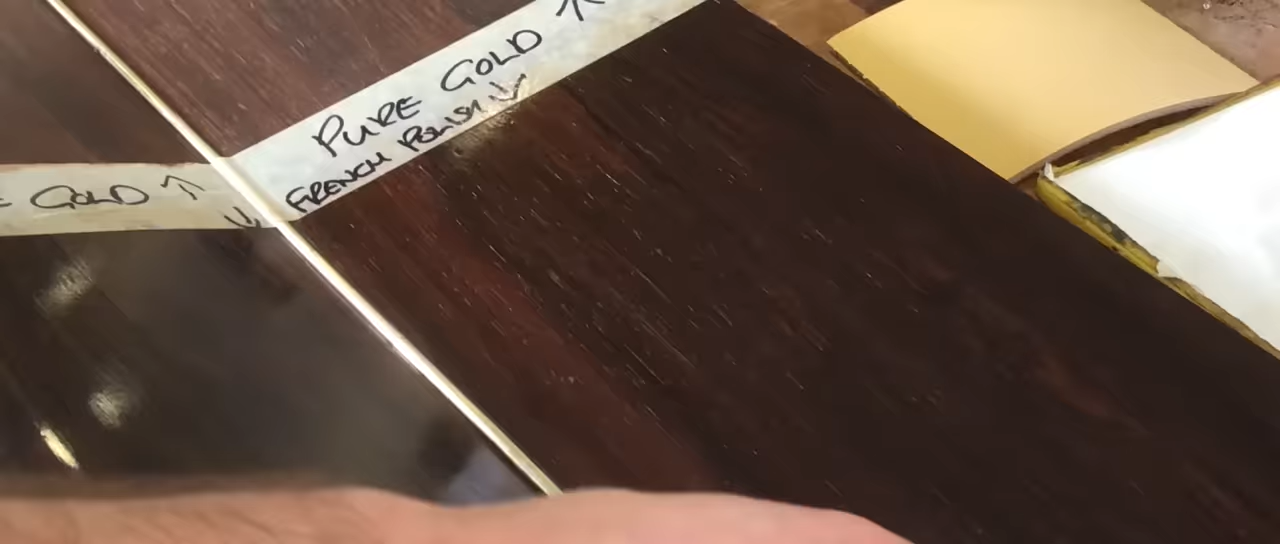 PURE GOLD ↑
FRENCH POLISH ↓
GOLD ↑
↓